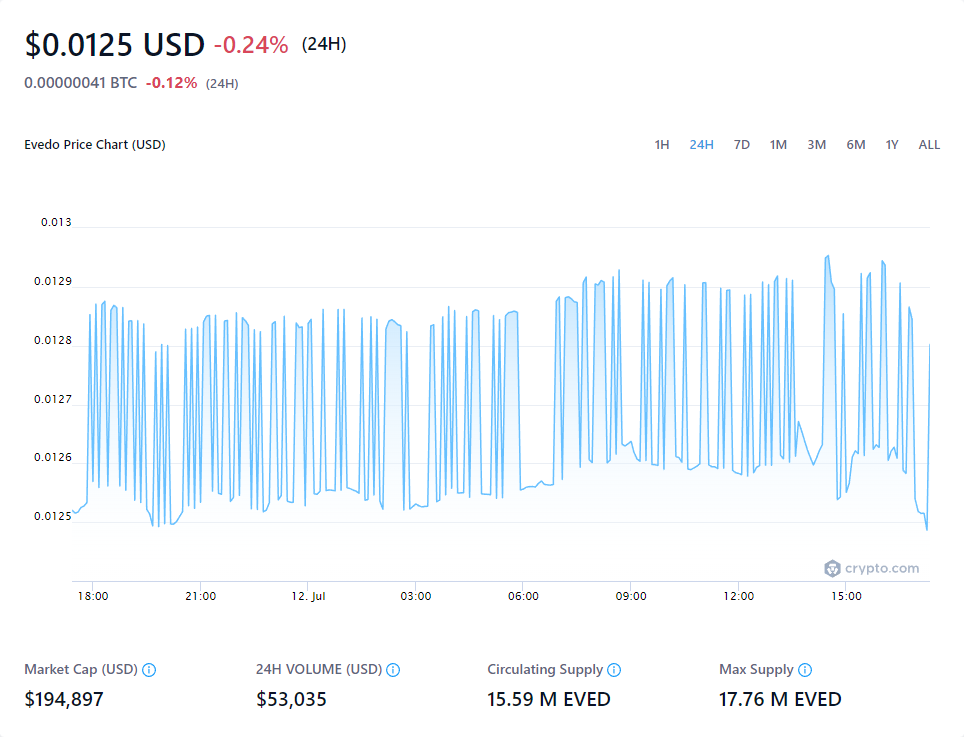 $0.0125 USD -0.24% (24H)
0.00000041 BTC -0.12% (24H)
Evedo Price Chart (USD) 1H 24H 7D 1M 3M 6M 1Y ALL
0.013
0.0129
0.0128
0.0127
0.0126
0.0125
crypto.com
18:00 21:00 12. Jul 03:00 06:00 09:00 12:00 15:00
Market Cap (USD) 24H VOLUME (USD) Circulating Supply Max Supply
$194,897 $53,035 15.59 M EVED 17.76 M EVED